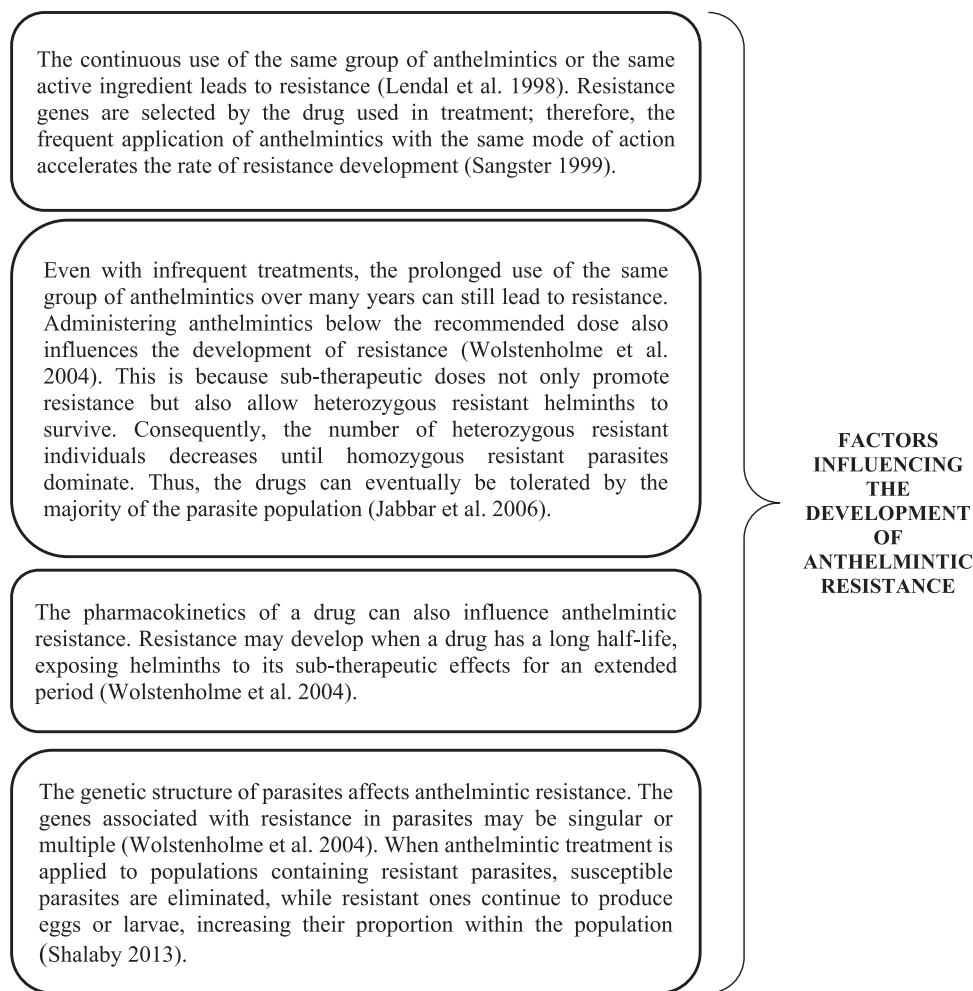 The continuous use of the same group of anthelmintics or the same
active ingredient leads to resistance (Lendal et al. 1998). Resistance
genes are selected by the drug used in treatment; therefore, the
frequent application of anthelmintics with the same mode of action
accelerates the rate of resistance development (Sangster 1999).
Even with infrequent treatments, the prolonged use of the same
group of anthelmintics over many years can still lead to resistance.
Administering anthelmintics below the recommended dose also
influences the development of resistance (Wolstenholme et al.
2004). This is because sub-therapeutic doses not only promote
resistance but also allow heterozygous resistant helminths to
survive. Consequently, the number of heterozygous resistant
individuals decreases until homozygous resistant parasites
dominate. Thus, the drugs can eventually be tolerated by the
majority of the parasite population (Jabbar et al. 2006).
The pharmacokinetics of a drug can also influence anthelmintic
resistance. Resistance may develop when a drug has a long half-life,
exposing helminths to its sub-therapeutic effects for an extended
period (Wolstenholme et al. 2004).
The genetic structure of parasites affects anthelmintic resistance. The
genes associated with resistance in parasites may be singular or
multiple (Wolstenholme et al. 2004). When anthelmintic treatment is
applied to populations containing resistant parasites, susceptible
parasites are eliminated, while resistant ones continue to produce
eggs or larvae, increasing their proportion within the population
(Shalaby 2013).
FACTORS
INFLUENCING
THE
DEVELOPMENT
OF
ANTHELMINTIC
RESISTANCE